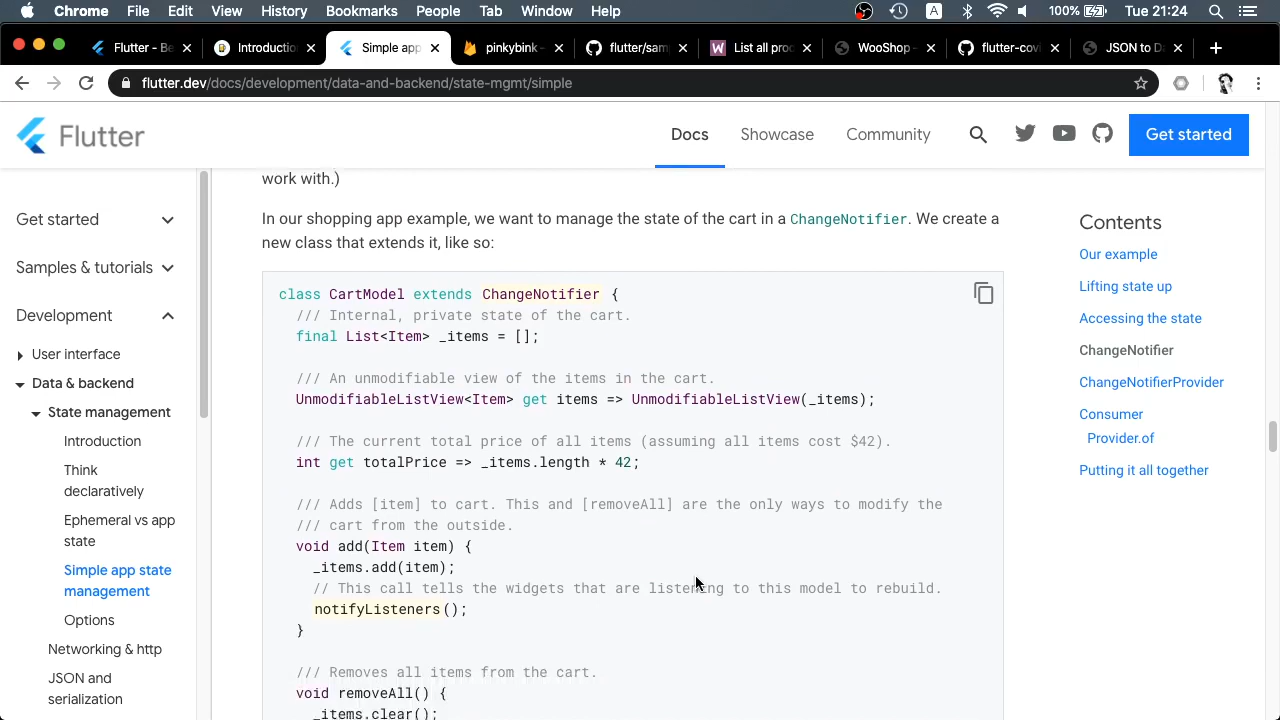 Chrome File Edit View History Bookmarks People Tab Window Help A 100% Tue 21:24
Flutter - Be Introductio Simple app pinkybink - flutter/sam List all pro WooShop - flutter-covi JSON to Da
flutter.dev/docs/development/data-and-backend/state-mgmt/simple
Flutter Docs Showcase Community Get started
work with.)
In our shopping app example, we want to manage the state of the cart in a ChangeNotifier. We create a
new class that extends it, like so:
class CartModel extends ChangeNotifier {
/// Internal, private state of the cart.
final List<Item> _items = [];
/// An unmodifiable view of the items in the cart.
UnmodifiableListView<Item> get items => UnmodifiableListView(_items);
/// The current total price of all items (assuming all items cost $42).
int get totalPrice => _items.length * 42;
/// Adds [item] to cart. This and [removeAll] are the only ways to modify the
/// cart from the outside.
void add(Item item) {
_items.add(item);
// This call tells the widgets that are listening to this model to rebuild.
notifyListeners();
}
/// Removes all items from the cart.
void removeAll() {
_items.clear();
Get started
Samples & tutorials
Development
User interface
Data & backend
State management
Introduction
Think
declaratively
Ephemeral vs app
state
Simple app state
management
Options
Networking & http
JSON and
serialization
Contents
Our example
Lifting state up
Accessing the state
ChangeNotifier
ChangeNotifierProvider
Consumer
Provider.of
Putting it all together